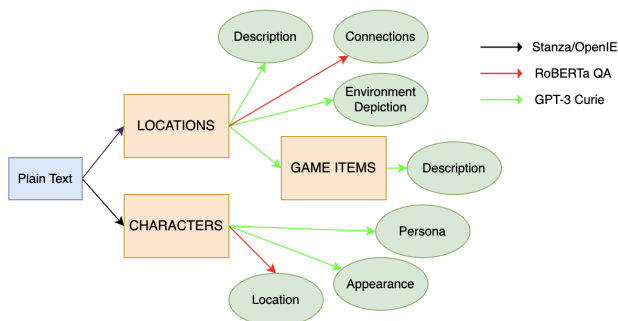 Description
Connections
Stanza/OpenIE
RoBERTa QA
GPT-3 Curie
Environment
Depiction
LOCATIONS
GAME ITEMS
Description
Plain Text
CHARACTERS
Persona
Appearance
Location